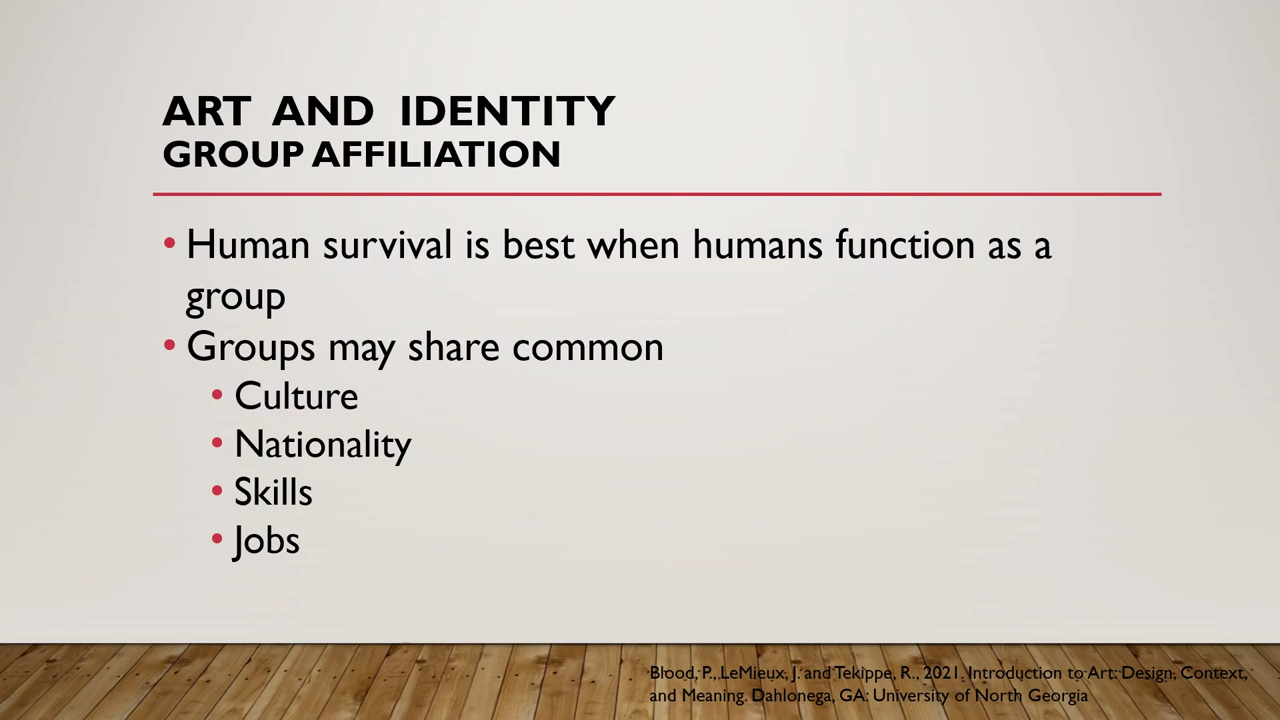 ART AND IDENTITY
GROUP AFFILIATION
• Human survival is best when humans function as a
group
• Groups may share common
• Culture
• Nationality
• Skills
• Jobs
Blood, P., LeMieux, J. and Tekippe, R., 2021. Introduction to Art: Design, Context,
and Meaning. Dahlonega, GA: University of North Georgia